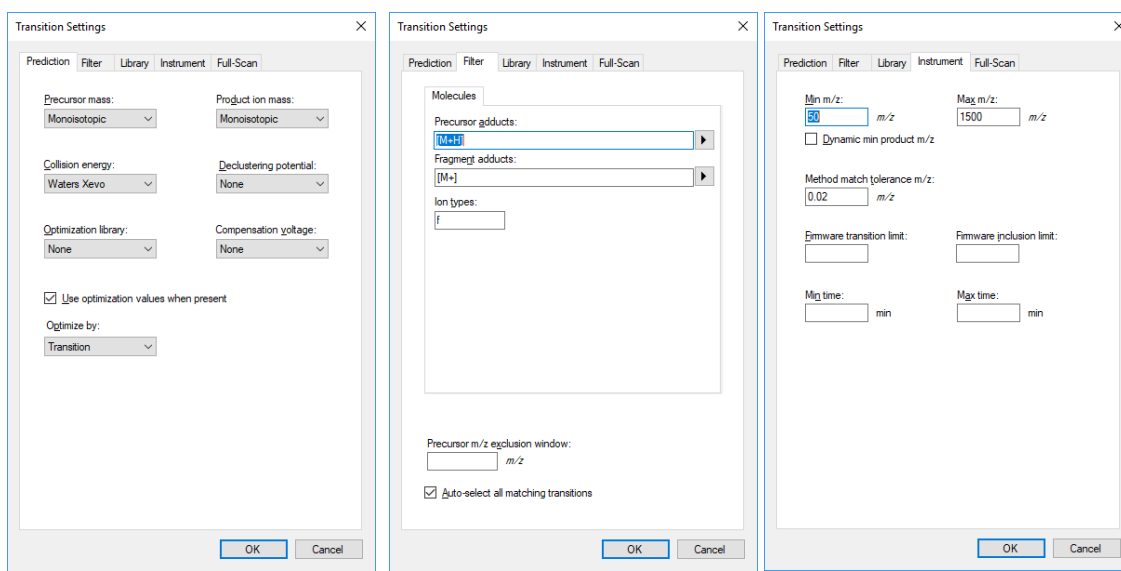 Transition Settings
Prediction Filter Library Instrument Full-Scan
Precursor mass: Product ion mass:
Monoisotopic Monoisotopic
Collision energy: Declustering potential:
Waters Xevo None
Optimization library: Compensation voltage:
None None
Use optimization values when present
Optimize by:
Transition
OK Cancel
Transition Settings
Prediction Filter Library Instrument Full-Scan
Molecules
Precursor adducts:
[M+H]
Fragment adducts:
[M+]
Ion types:
f
Precursor m/z exclusion window:
m/z
Auto-select all matching transitions
OK Cancel
Transition Settings
Prediction Filter Library Instrument Full-Scan
Min m/z: Max m/z:
50 m/z 1500 m/z
Dynamic min product m/z
Method match tolerance m/z:
0.02 m/z
Firmware transition limit: Firmware inclusion limit:
Min time: Max time:
min min
OK Cancel